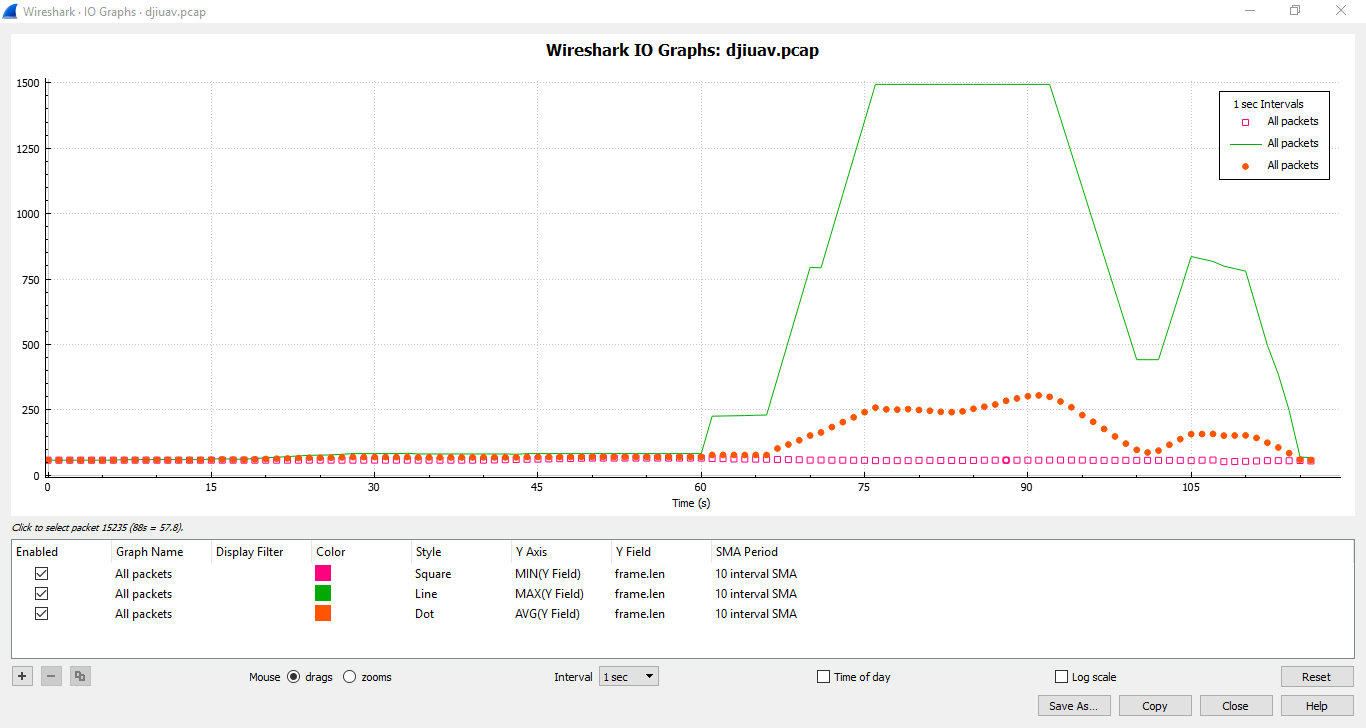 Wireshark · IO Graphs · djiuav.pcap
Wireshark IO Graphs: djiuav.pcap
1500
1250
1000
750
500
250
0
1 sec Intervals
All packets
All packets
All packets
0 15 30 45 60 75 90 105
Time (s)
Click to select packet 15235 (88s = 57.8).
Enabled Graph Name Display Filter Color Style Y Axis Y Field SMA Period
All packets Square MIN(Y Field) frame.len 10 interval SMA
All packets Line MAX(Y Field) frame.len 10 interval SMA
All packets Dot AVG(Y Field) frame.len 10 interval SMA
Mouse drags zooms Interval 1 sec Time of day Log scale Reset
Save As... Copy Close Help